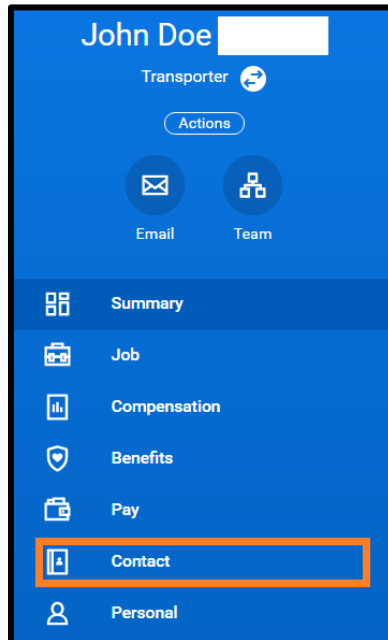 John Doe
Transporter
Actions
Email Team
Summary
Job
Compensation
Benefits
Pay
Contact
Personal